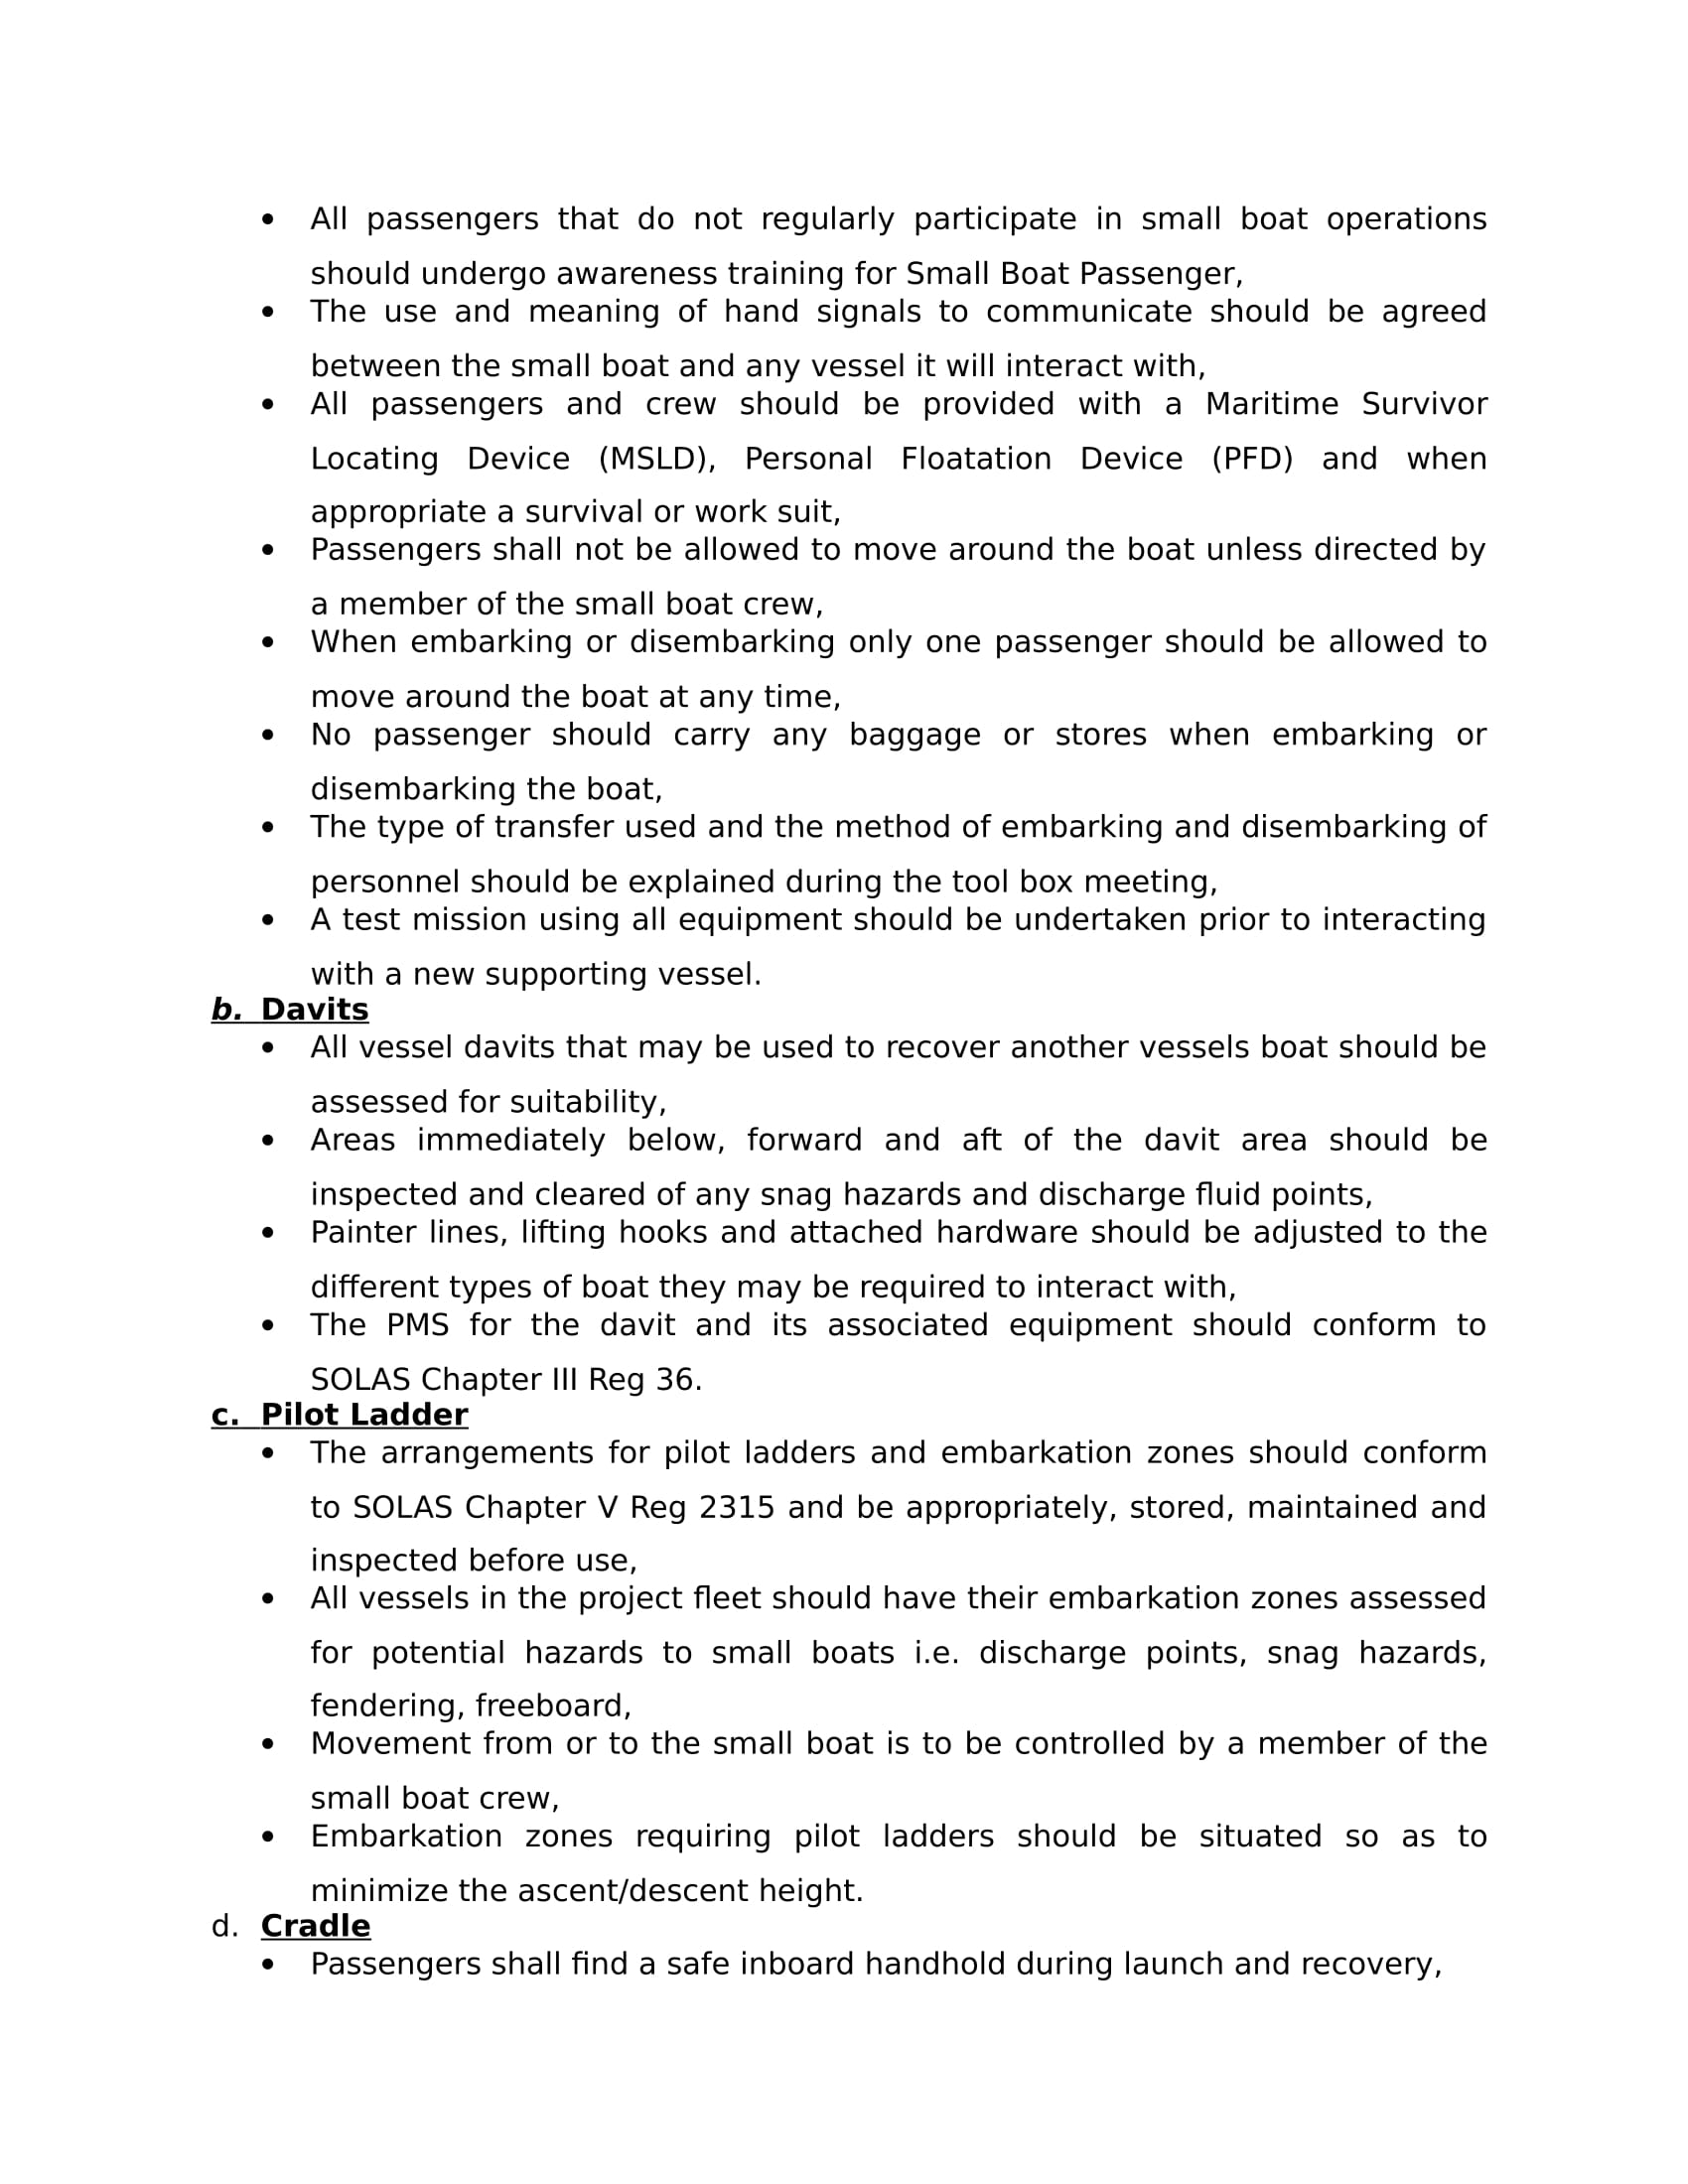 • All passengers that do not regularly participate in small boat operations
should undergo awareness training for Small Boat Passenger,
• The use and meaning of hand signals to communicate should be agreed
between the small boat and any vessel it will interact with,
• All passengers and crew should be provided with a Maritime Survivor
Locating Device (MSLD), Personal Floatation Device (PFD) and when
appropriate a survival or work suit,
• Passengers shall not be allowed to move around the boat unless directed by
a member of the small boat crew,
• When embarking or disembarking only one passenger should be allowed to
move around the boat at any time,
• No passenger should carry any baggage or stores when embarking or
disembarking the boat,
• The type of transfer used and the method of embarking and disembarking of
personnel should be explained during the tool box meeting,
• A test mission using all equipment should be undertaken prior to interacting
with a new supporting vessel.
b. Davits
• All vessel davits that may be used to recover another vessels boat should be
assessed for suitability,
• Areas immediately below, forward and aft of the davit area should be
inspected and cleared of any snag hazards and discharge fluid points,
• Painter lines, lifting hooks and attached hardware should be adjusted to the
different types of boat they may be required to interact with,
• The PMS for the davit and its associated equipment should conform to
SOLAS Chapter III Reg 36.
c. Pilot Ladder
• The arrangements for pilot ladders and embarkation zones should conform
to SOLAS Chapter V Reg 2315 and be appropriately, stored, maintained and
inspected before use,
• All vessels in the project fleet should have their embarkation zones assessed
for potential hazards to small boats i.e. discharge points, snag hazards,
fendering, freeboard,
• Movement from or to the small boat is to be controlled by a member of the
small boat crew,
• Embarkation zones requiring pilot ladders should be situated so as to
minimize the ascent/descent height.
d. Cradle
• Passengers shall find a safe inboard handhold during launch and recovery,